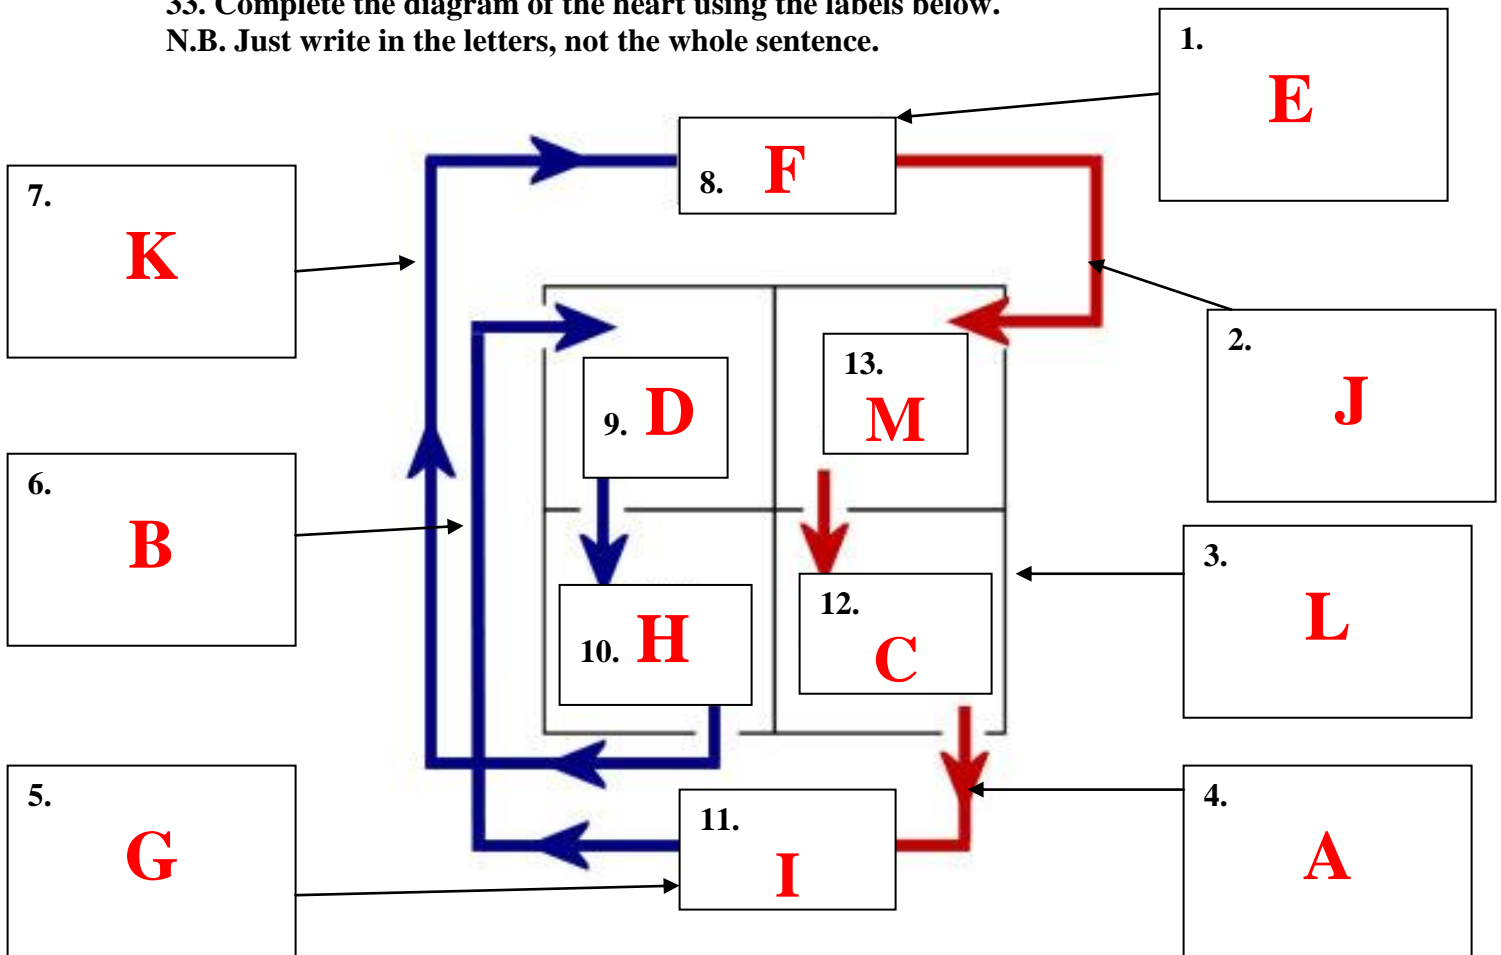 33. Complete the diagram of the heart using the labels below.
N.B. Just write in the letters, not the whole sentence.
1.
E
8. F
7.
K
2.
J
13.
M
9. D
6.
B
3.
L
12.
C
10. H
5.
G
11.
I
4.
A